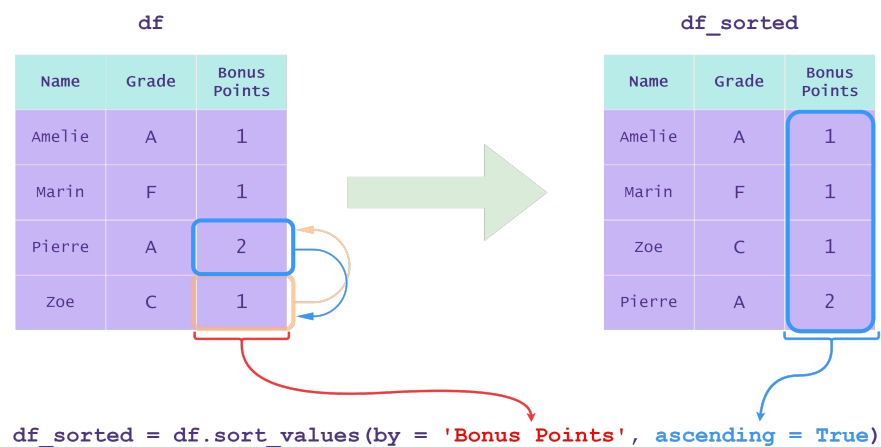 df
df_sorted
Name Grade Bonus Points
Amelie A 1
Marin F 1
Pierre A 2
Zoe C 1
Name Grade Bonus Points
Amelie A 1
Marin F 1
Zoe C 1
Pierre A 2
df_sorted = df.sort_values(by = 'Bonus Points', ascending = True)